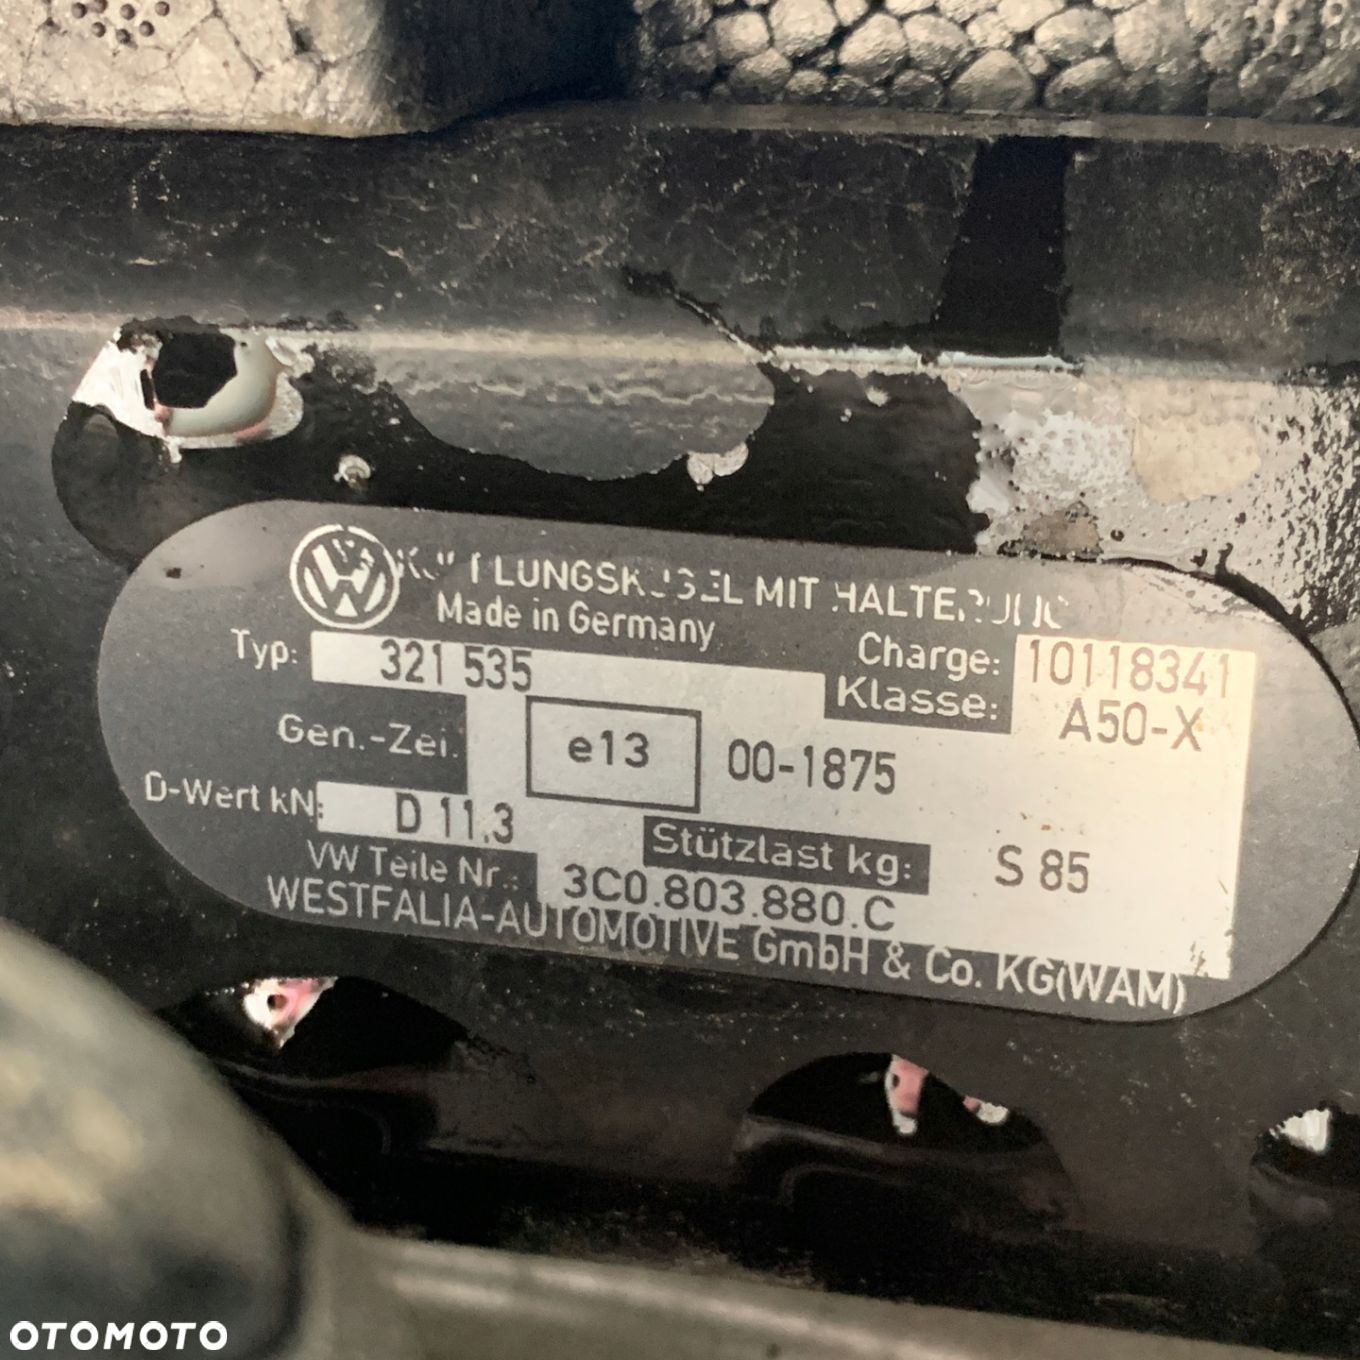 MIT
Made in Germany
Typ: 321 535
Charge: 10118341
Klasse: A50-X
Gen.-Zei. e13 00-1875
D-Wert kN: D 11.3
Stützlast kg: S 85
VW Teile Nr.: 3C0.803.880.C
WESTFALIA-AUTOMOTIVE GmbH & Co. KG(WAM)
OTOMOTO